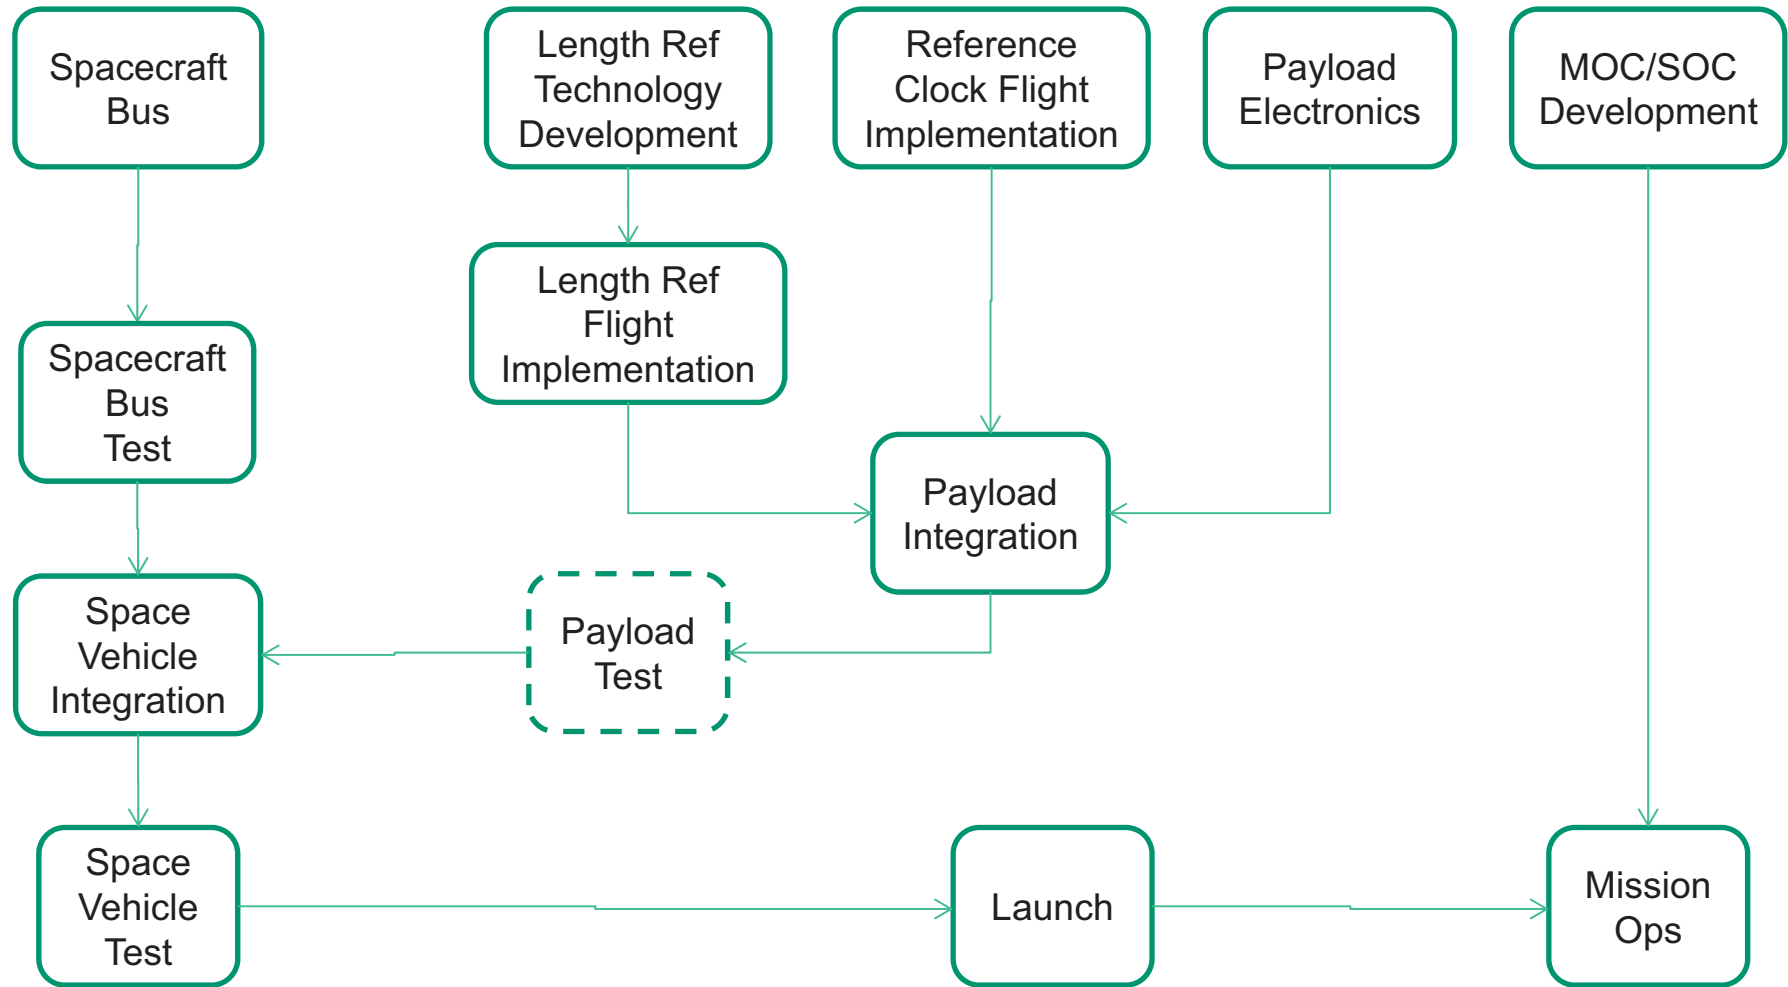 Spacecraft
Bus
Length Ref
Technology
Development
Reference
Clock Flight
Implementation
Payload
Electronics
MOC/SOC
Development
Length Ref
Flight
Implementation
Spacecraft
Bus
Test
Payload
Integration
Space
Vehicle
Integration
Payload
Test
Space
Vehicle
Test
Launch
Mission
Ops